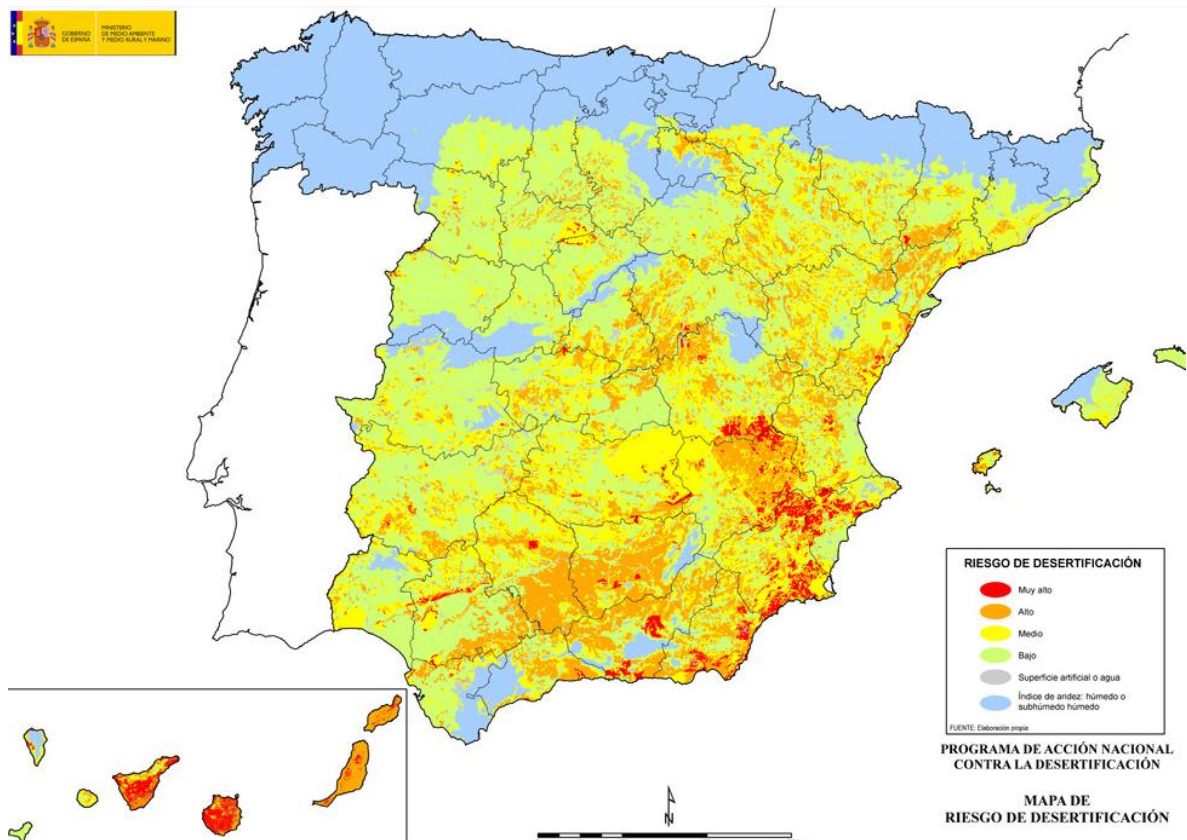 GOBIERNO
DE ESPAÑA
MINISTERIO
DE MEDIO AMBIENTE
Y MEDIO RURAL Y MARINO
RIESGO DE DESERTIFICACIÓN
Muy alto
Alto
Medio
Bajo
Superficie artificial o agua
Índice de aridez: húmedo o
subhúmedo húmedo
FUENTE: Elaboración propia
PROGRAMA DE ACCIÓN NACIONAL
CONTRA LA DESERTIFICACIÓN
MAPA DE
RIESGO DE DESERTIFICACIÓN
N